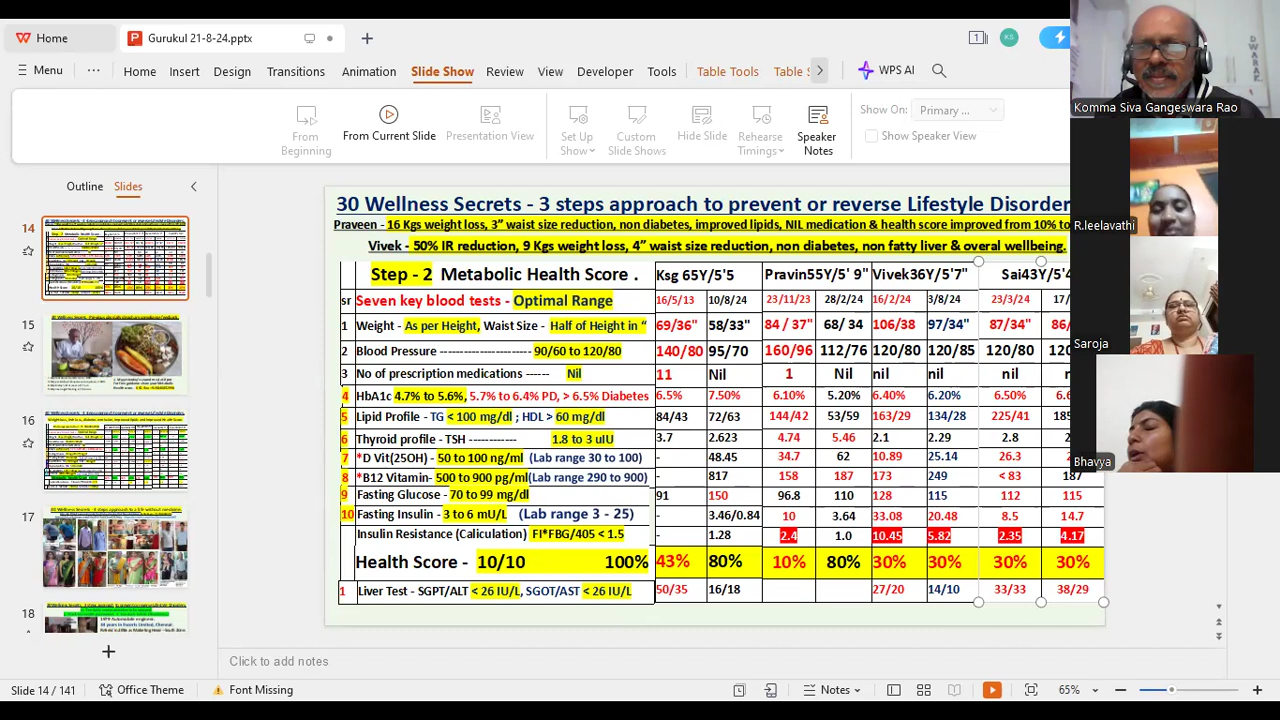 Home
Gurukul 21-8-24.pptx
1
KS
Menu
Home Insert Design Transitions Animation Slide Show Review View Developer Tools Table Tools Table S
WPS AI
From Beginning
From Current Slide
Presentation View
Set Up Show
Custom Slide Shows
Hide Slide
Rehearse Timings
Speaker Notes
Show On: Primary ...
Show Speaker View
Komma Siva Gangeswara Rao
R.leelavathi
Saroja
Bhavya
DWARAK
Outline Slides
14
15
16
17
18
30 Wellness Secrets - 3 steps approach to prevent or reverse Lifestyle Disorder
Praveen - 16 Kgs weight loss, 3” waist size reduction, non diabetes, improved lipids, NIL medication & health score improved from 10% to
Vivek - 50% IR reduction, 9 Kgs weight loss, 4” waist size reduction, non diabetes, non fatty liver & overal wellbeing.
Step - 2 Metabolic Health Score . Ksg 65Y/5'5 Pravin55Y/5' 9" Vivek36Y/5'7" Sai43Y/5'4
sr Seven key blood tests - Optimal Range 16/5/13 10/8/24 23/11/23 28/2/24 16/2/24 3/8/24 23/3/24 17/
1 Weight - As per Height, Waist Size - Half of Height in “ 69/36" 58/33" 84 / 37" 68/ 34 106/38 97/34" 87/34" 86/
2 Blood Pressure ----------------------- 90/60 to 120/80 140/80 95/70 160/96 112/76 120/80 120/85 120/80 120
3 No of prescription medications ------ Nil 11 Nil 1 Nil nil nil nil n
4 HbA1c 4.7% to 5.6%, 5.7% to 6.4% PD, > 6.5% Diabetes 6.5% 7.50% 6.10% 5.20% 6.40% 6.20% 6.50% 6.6
5 Lipid Profile - TG < 100 mg/dl ; HDL > 60 mg/dl 84/43 72/63 144/42 53/59 163/29 134/28 225/41 185
6 Thyroid profile - TSH ------------ 1.8 to 3 uIU 3.7 2.623 4.74 5.46 2.1 2.29 2.8 2
7 *D Vit(25OH) - 50 to 100 ng/ml (Lab range 30 to 100) - 48.45 34.7 62 10.89 25.14 26.3 2
8 *B12 Vitamin- 500 to 900 pg/ml(Lab range 290 to 900) - 817 158 187 173 249 < 83 187
9 Fasting Glucose - 70 to 99 mg/dl 91 150 96.8 110 128 115 112 115
10 Fasting Insulin - 3 to 6 mU/L (Lab range 3 - 25) - 3.46/0.84 10 3.64 33.08 20.48 8.5 14.7
Insulin Resistance (Calculation) FI*FBG/405 < 1.5 - 1.28 2.4 1.0 10.45 5.82 2.35 4.17
Health Score - 10/10 100% 43% 80% 10% 80% 30% 30% 30% 30%
1 Liver Test - SGPT/ALT < 26 IU/L, SGOT/AST < 26 IU/L 50/35 16/18 27/20 14/10 33/33 38/29
Click to add notes
Slide 14 / 141 Office Theme Font Missing Notes 65%